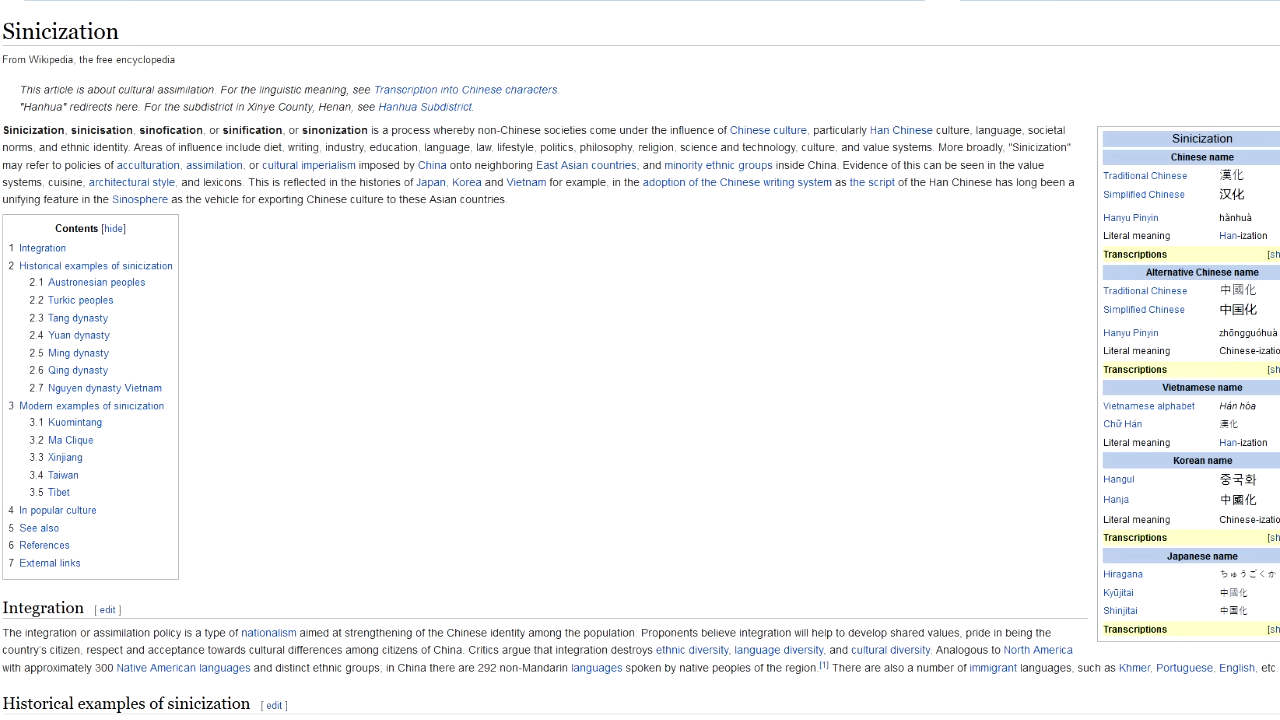 Sinicization
From Wikipedia, the free encyclopedia
This article is about cultural assimilation. For the linguistic meaning, see Transcription into Chinese characters.
"Hanhua" redirects here. For the subdistrict in Xinye County, Henan, see Hanhua Subdistrict.
Sinicization, sinicisation, sinofication, or sinification, or sinonization is a process whereby non-Chinese societies come under the influence of Chinese culture, particularly Han Chinese culture, language, societal
norms, and ethnic identity. Areas of influence include diet, writing, industry, education, language, law, lifestyle, politics, philosophy, religion, science and technology, culture, and value systems. More broadly, "Sinicization"
may refer to policies of acculturation, assimilation, or cultural imperialism imposed by China onto neighboring East Asian countries, and minority ethnic groups inside China. Evidence of this can be seen in the value
systems, cuisine, architectural style, and lexicons. This is reflected in the histories of Japan, Korea and Vietnam for example, in the adoption of the Chinese writing system as the script of the Han Chinese has long been a
unifying feature in the Sinosphere as the vehicle for exporting Chinese culture to these Asian countries.
Contents [hide]
1 Integration
2 Historical examples of sinicization
2.1 Austronesian peoples
2.2 Turkic peoples
2.3 Tang dynasty
2.4 Yuan dynasty
2.5 Ming dynasty
2.6 Qing dynasty
2.7 Nguyen dynasty Vietnam
3 Modern examples of sinicization
3.1 Kuomintang
3.2 Ma Clique
3.3 Xinjiang
3.4 Taiwan
3.5 Tibet
4 In popular culture
5 See also
6 References
7 External links
Sinicization
Chinese name
Traditional Chinese 漢化
Simplified Chinese 汉化
Hanyu Pinyin hànhuà
Literal meaning Han-ization
Transcriptions [sh
Alternative Chinese name
Traditional Chinese 中國化
Simplified Chinese 中国化
Hanyu Pinyin zhōngguóhuà
Literal meaning Chinese-izatio
Transcriptions [sh
Vietnamese name
Vietnamese alphabet Hán hòa
Chữ Hán 漢化
Literal meaning Han-ization
Korean name
Hangul 중국화
Hanja 中國化
Literal meaning Chinese-izatio
Transcriptions [sh
Japanese name
Hiragana ちゅうごくか
Kyūjitai 中國化
Shinjitai 中国化
Transcriptions [sh
Integration [ edit ]
The integration or assimilation policy is a type of nationalism aimed at strengthening of the Chinese identity among the population. Proponents believe integration will help to develop shared values, pride in being the
country's citizen, respect and acceptance towards cultural differences among citizens of China. Critics argue that integration destroys ethnic diversity, language diversity, and cultural diversity. Analogous to North America
with approximately 300 Native American languages and distinct ethnic groups; in China there are 292 non-Mandarin languages spoken by native peoples of the region.[1] There are also a number of immigrant languages, such as Khmer, Portuguese, English, etc.
Historical examples of sinicization [ edit ]